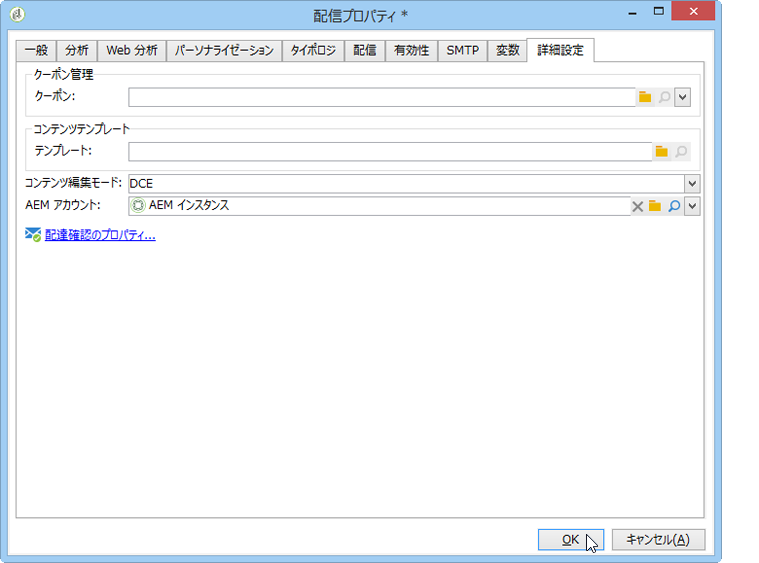 配信プロパティ *
一般 分析 Web 分析 パーソナライゼーション タイポロジ 配信 有効性 SMTP 変数 詳細設定
クーポン管理
クーポン:
コンテンツテンプレート
テンプレート:
コンテンツ編集モード: DCE
AEM アカウント: AEM インスタンス
配達確認のプロパティ...
OK キャンセル(A)